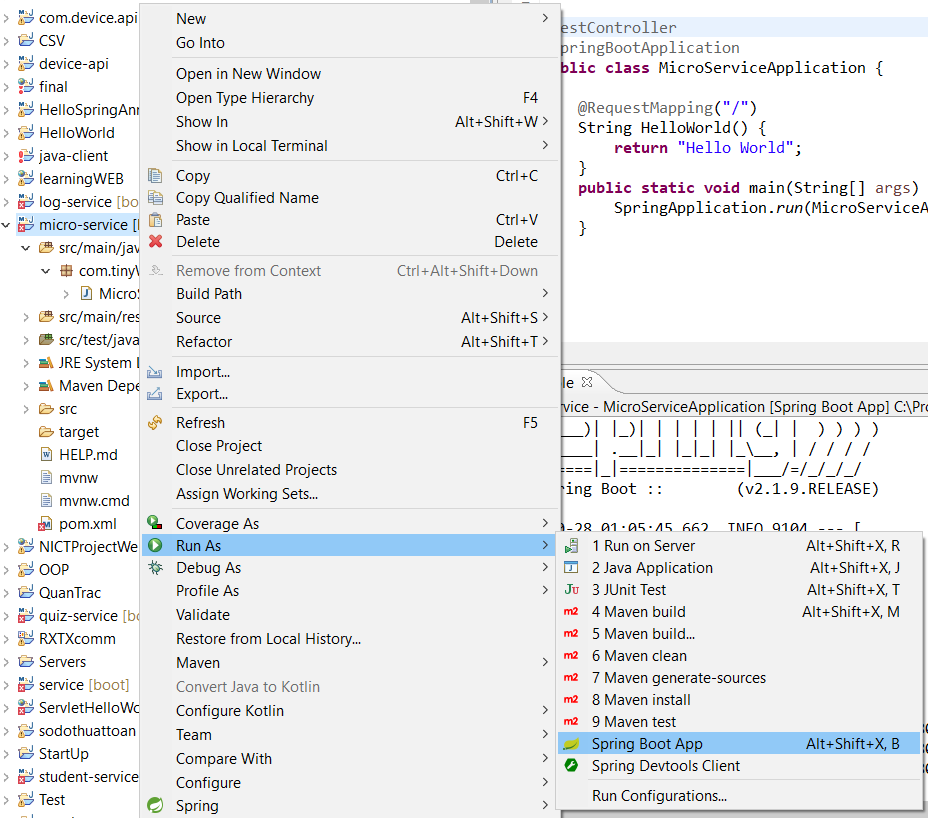 com.device.api
CSV
device-api
final
HelloSpringAnn
HelloWorld
java-client
learningWEB
log-service [bo
micro-service [
src/main/jav
com.tiny
Micro
src/main/res
src/test/java
JRE System
Maven Depe
src
target
HELP.md
mvnw
mvnw.cmd
pom.xml
NICTProjectWe
OOP
QuanTrac
quiz-service [bo
RXTXcomm
Servers
service [boot]
ServletHelloWo
sodothuattoan
StartUp
student-service
Test
New
Go Into
Open in New Window
Open Type Hierarchy F4
Show In Alt+Shift+W
Show in Local Terminal
Copy Ctrl+C
Copy Qualified Name
Paste Ctrl+V
Delete Delete
Remove from Context Ctrl+Alt+Shift+Down
Build Path
Source Alt+Shift+S
Refactor Alt+Shift+T
Import...
Export...
Refresh F5
Close Project
Close Unrelated Projects
Assign Working Sets...
Coverage As
Run As
Debug As
Profile As
Validate
Restore from Local History...
Maven
Convert Java to Kotlin
Configure Kotlin
Team
Compare With
Configure
Spring
estController
pringBootApplication
blic class MicroServiceApplication {
@RequestMapping("/")
String HelloWorld() {
return "Hello World";
}
public static void main(String[] args)
SpringApplication.run(MicroServiceA
}
le
vice - MicroServiceApplication [Spring Boot App] C:\Pro
ring Boot :: (v2.1.9.RELEASE)
0-28 01:05:45.662 INFO 9104 --- [
1 Run on Server Alt+Shift+X, R
2 Java Application Alt+Shift+X, J
3 JUnit Test Alt+Shift+X, T
4 Maven build Alt+Shift+X, M
5 Maven build...
6 Maven clean
7 Maven generate-sources
8 Maven install
9 Maven test
Spring Boot App Alt+Shift+X, B
Spring Devtools Client
Run Configurations...